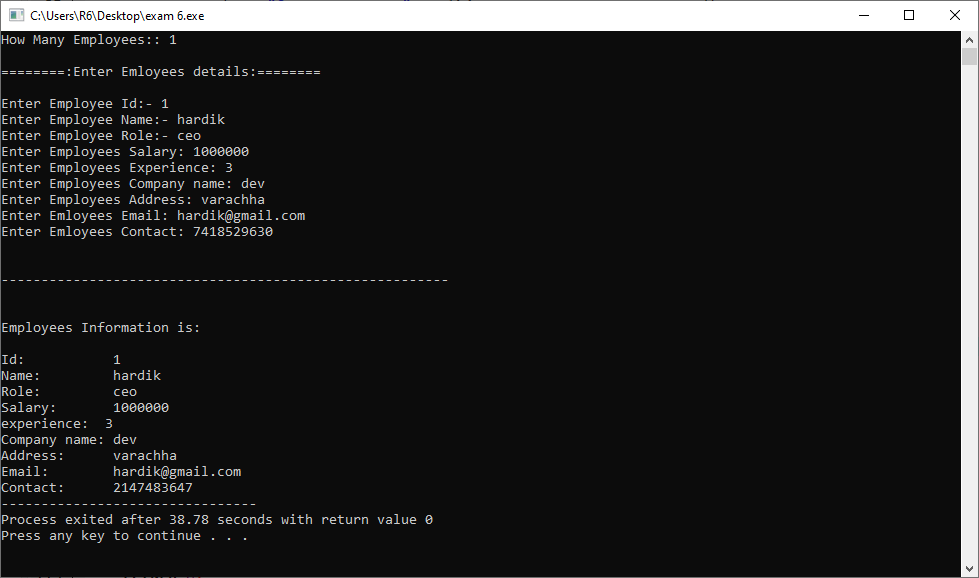 C:\Users\R6\Desktop\exam 6.exe
How Many Employees:: 1
========:Enter Emloyees details:========
Enter Employee Id:- 1
Enter Employee Name:- hardik
Enter Employee Role:- ceo
Enter Employees Salary: 1000000
Enter Employees Experience: 3
Enter Employees Company name: dev
Enter Employees Address: varachha
Enter Emloyees Email: hardik@gmail.com
Enter Emloyees Contact: 7418529630
--------------------------------------------------------
Employees Information is:
Id:           1
Name:         hardik
Role:         ceo
Salary:       1000000
experience:  3
Company name: dev
Address:      varachha
Email:        hardik@gmail.com
Contact:      2147483647
--------------------------------
Process exited after 38.78 seconds with return value 0
Press any key to continue . . .